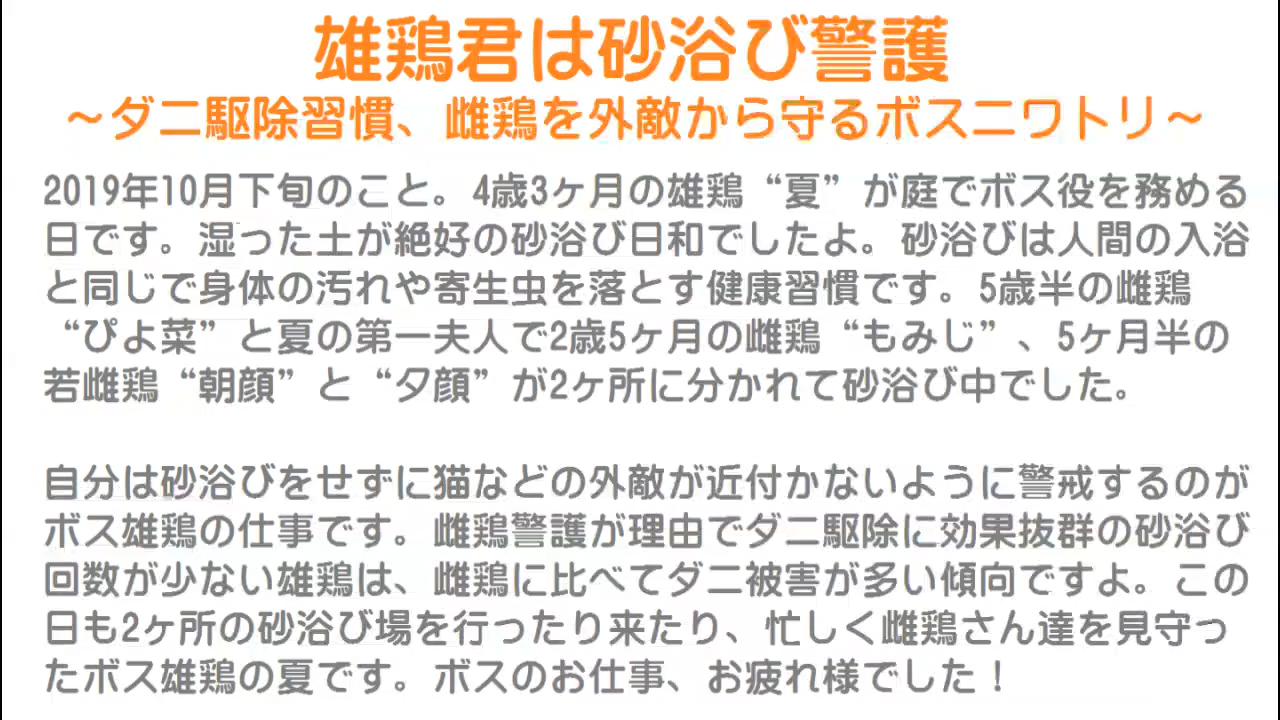 雄鶏君は砂浴び警護
～ダニ駆除習慣、雌鶏を外敵から守るボスニワトリ～
2019年10月下旬のこと。4歳3ヶ月の雄鶏“夏”が庭でボス役を務める
日です。湿った土が絶好の砂浴び日和でしたよ。砂浴びは人間の入浴
と同じで身体の汚れや寄生虫を落とす健康習慣です。5歳半の雌鶏
“ぴよ菜”と夏の第一夫人で2歳5ヶ月の雌鶏“もみじ”、5ヶ月半の
若雌鶏“朝顔”と“夕顔”が2ヶ所に分かれて砂浴び中でした。
自分は砂浴びをせずに猫などの外敵が近付かないように警戒するのが
ボス雄鶏の仕事です。雌鶏警護が理由でダニ駆除に効果抜群の砂浴び
回数が少ない雄鶏は、雌鶏に比べてダニ被害が多い傾向ですよ。この
日も2ヶ所の砂浴び場を行ったり来たり、忙しく雌鶏さん達を見守っ
たボス雄鶏の夏です。ボスのお仕事、お疲れ様でした！